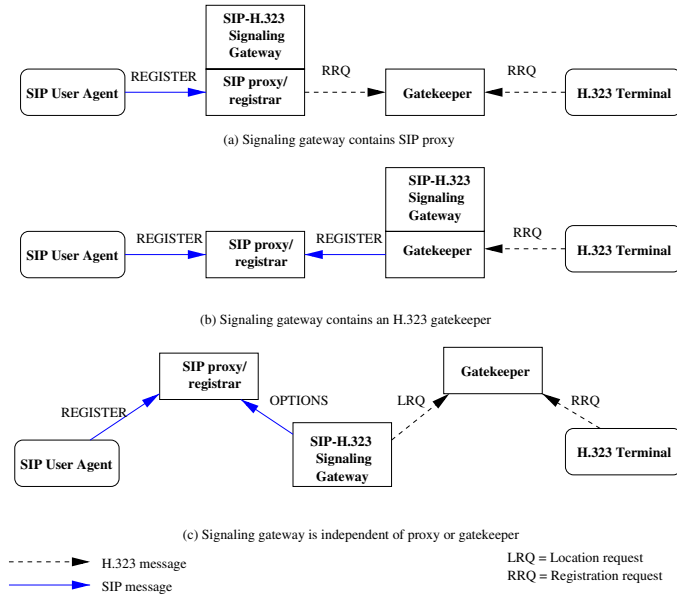 SIP-H.323
Signaling
Gateway
REGISTER
RRQ
RRQ
SIP User Agent
SIP proxy/
registrar
Gatekeeper
H.323 Terminal
(a) Signaling gateway contains SIP proxy
SIP-H.323
Signaling
Gateway
REGISTER
REGISTER
RRQ
SIP User Agent
SIP proxy/
registrar
Gatekeeper
H.323 Terminal
(b) Signaling gateway contains an H.323 gatekeeper
SIP proxy/
registrar
Gatekeeper
REGISTER
OPTIONS
LRQ
RRQ
SIP User Agent
SIP-H.323
Signaling
Gateway
H.323 Terminal
(c) Signaling gateway is independent of proxy or gatekeeper
H.323 message
SIP message
LRQ = Location request
RRQ = Registration request